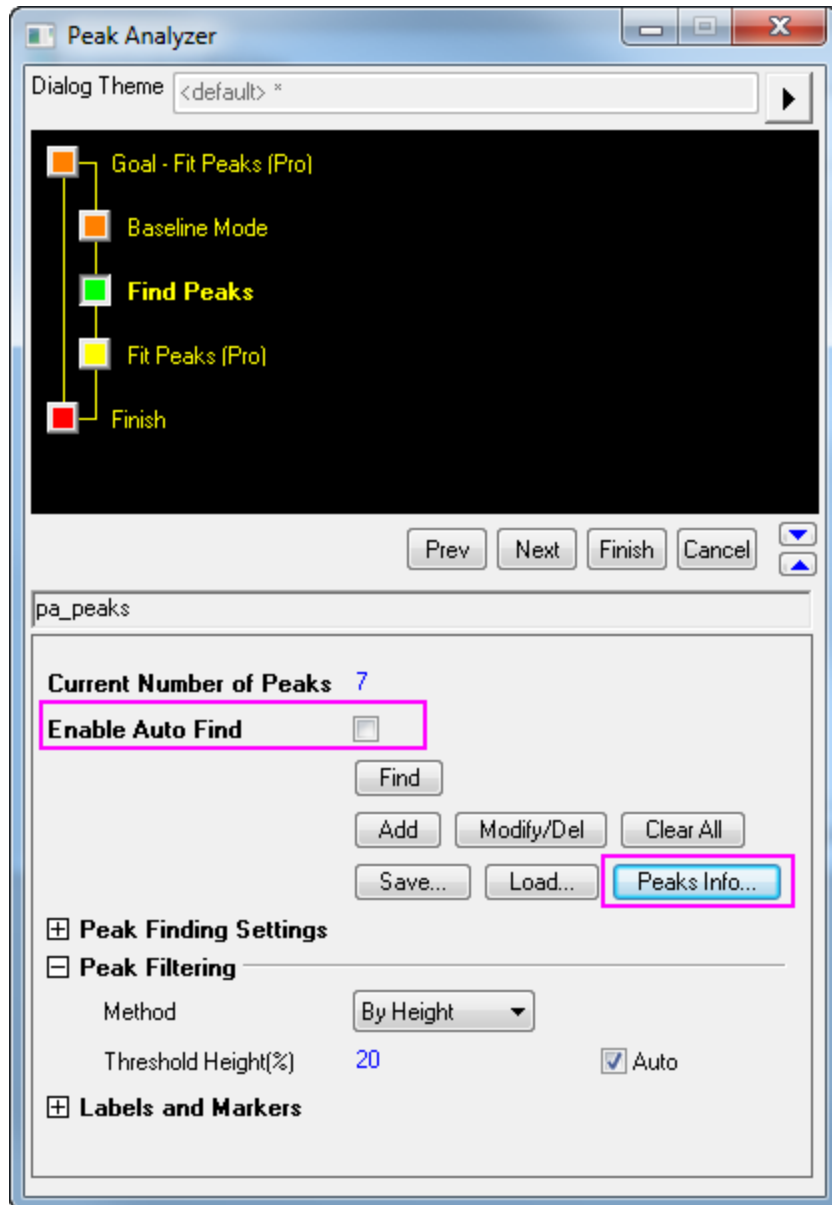 Peak Analyzer
Dialog Theme <default> *
Goal - Fit Peaks (Pro)
Baseline Mode
Find Peaks
Fit Peaks (Pro)
Finish
Prev Next Finish Cancel
pa_peaks
Current Number of Peaks 7
Enable Auto Find
Find
Add Modify/Del Clear All
Save... Load... Peaks Info...
Peak Finding Settings
Peak Filtering
Method By Height
Threshold Height(%) 20 Auto
Labels and Markers